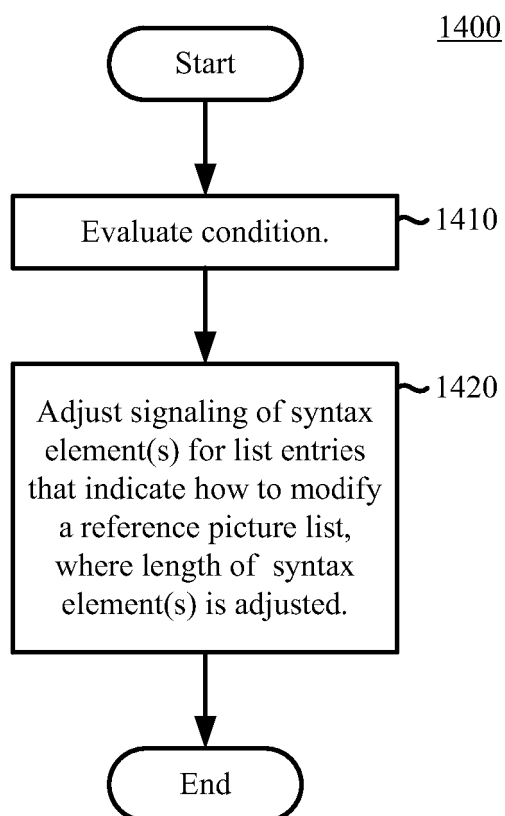 1400
Start
Evaluate condition.
1410
1420
Adjust signaling of syntax
element(s) for list entries
that indicate how to modify
a reference picture list,
where length of syntax
element(s) is adjusted.
End